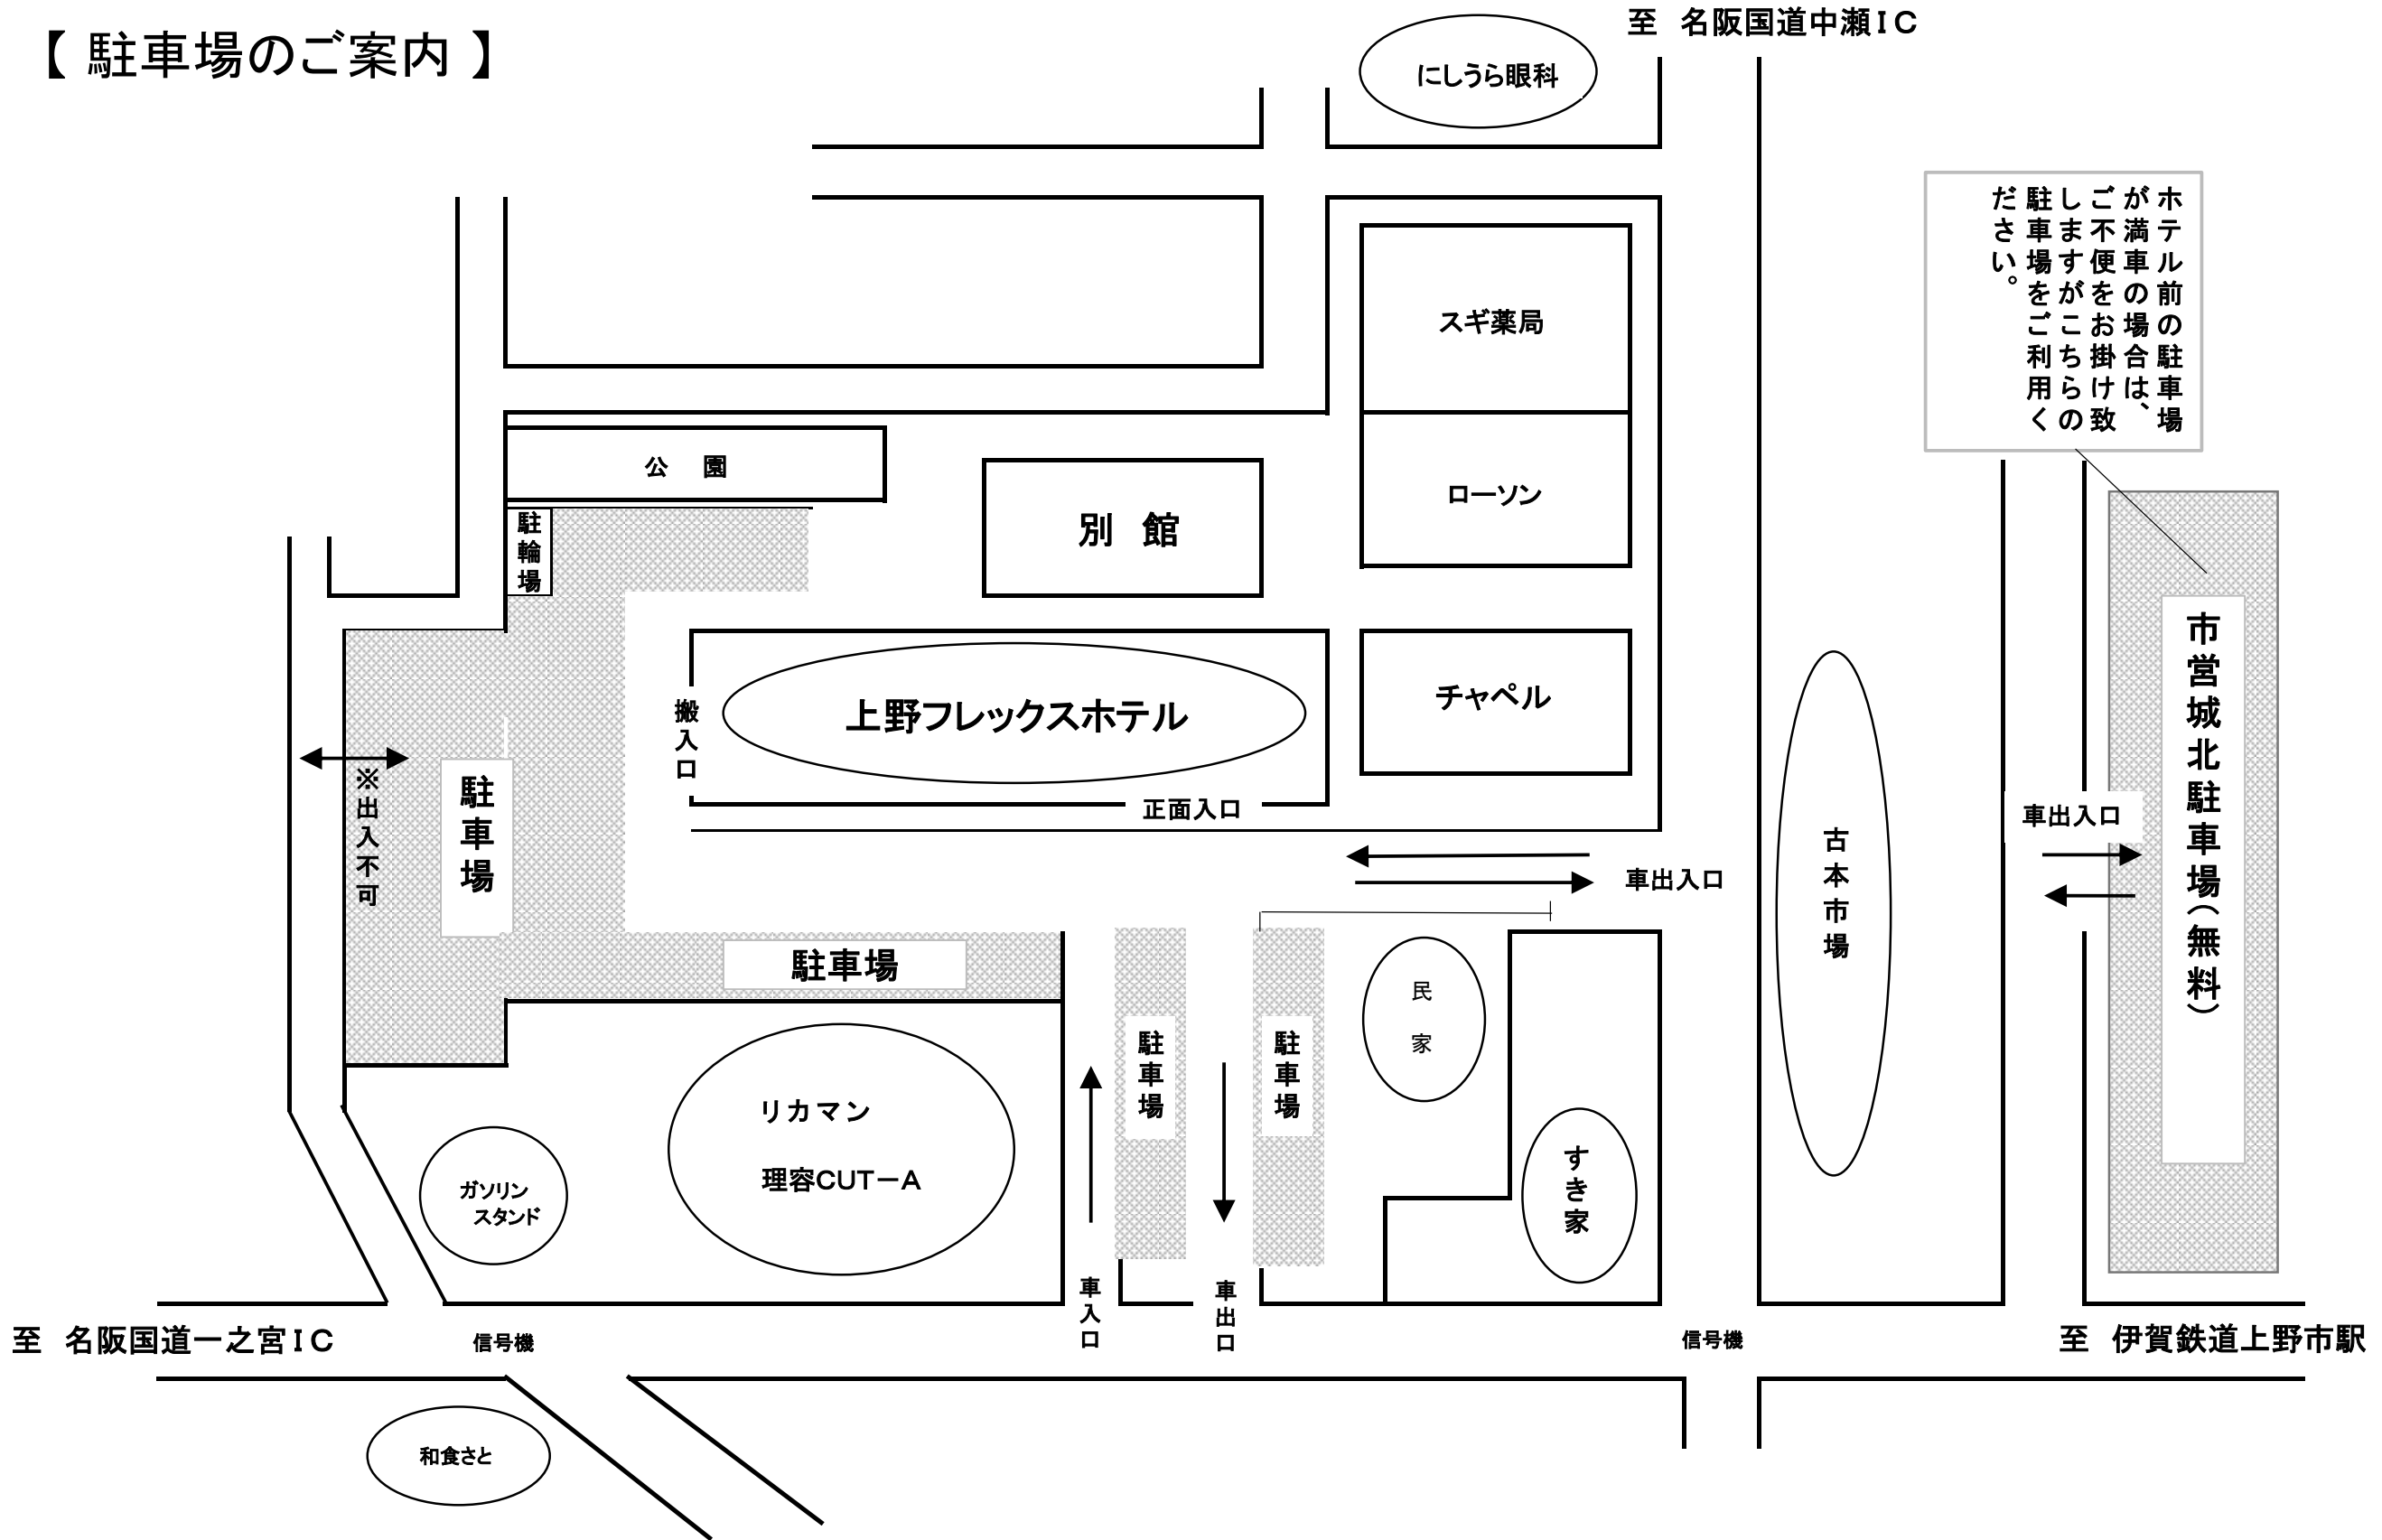 【 駐車場のご案内 】
至　名阪国道中瀬ＩＣ
にしうら眼科
ホテル前の駐車場
が満車の場合は、
ご不便をお掛け致
しますがこちらの
駐車場をご利用く
ださい。
スギ薬局
公　園
ローソン
別　館
駐輪場
市営城北駐車場（無料）
チャペル
上野フレックスホテル
搬入口
※出入不可
駐車場
正面入口
車出入口
古本市場
車出入口
駐車場
民家
駐車場
駐車場
リカマン
理容ＣＵＴ－Ａ
すき家
ガソリン
スタンド
車入口
車出口
至　名阪国道一之宮ＩＣ
信号機
信号機
至　伊賀鉄道上野市駅
和食さと